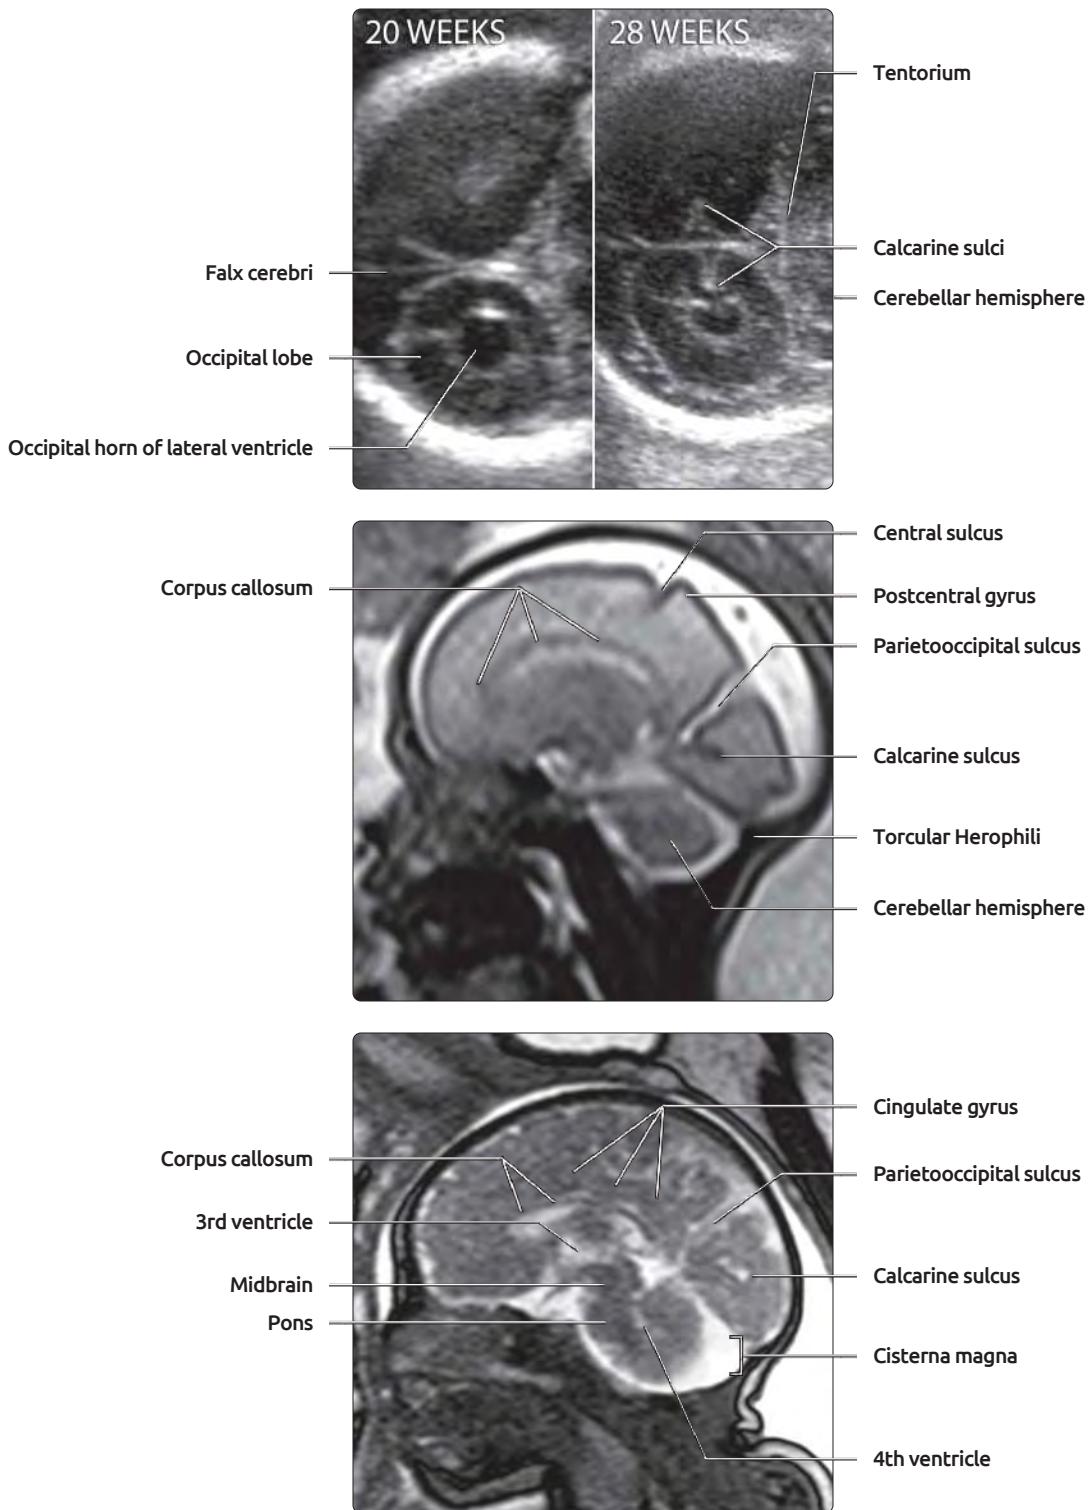 20 WEEKS
28 WEEKS
Tentorium
Calcarine sulci
Falx cerebri
Cerebellar hemisphere
Occipital lobe
Occipital horn of lateral ventricle
Central sulcus
Corpus callosum
Postcentral gyrus
Parietooccipital sulcus
Calcarine sulcus
Torcular Herophili
Cerebellar hemisphere
Cingulate gyrus
Corpus callosum
Parietooccipital sulcus
3rd ventricle
Calcarine sulcus
Midbrain
Pons
Cisterna magna
4th ventricle